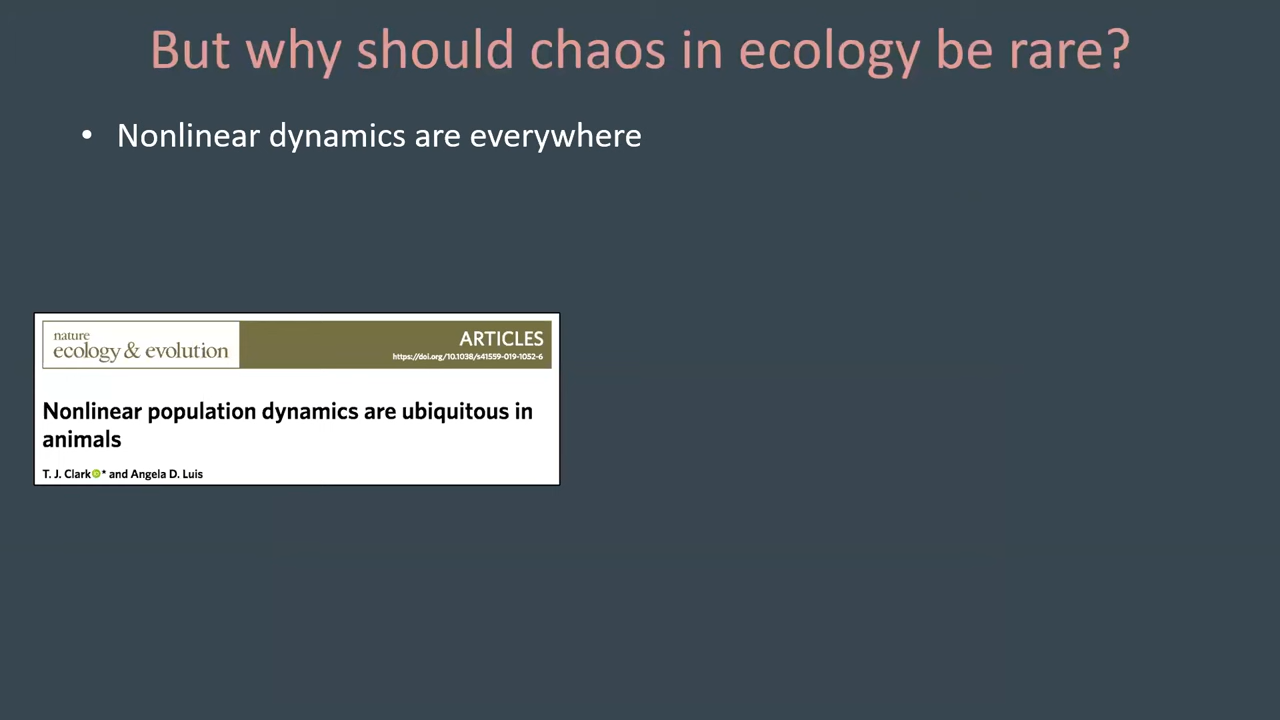 But why should chaos in ecology be rare?
• Nonlinear dynamics are everywhere
nature
ecology & evolution
ARTICLES
https://doi.org/10.1038/s41559-019-1052-6
Nonlinear population dynamics are ubiquitous in
animals
T. J. Clark* and Angela D. Luis